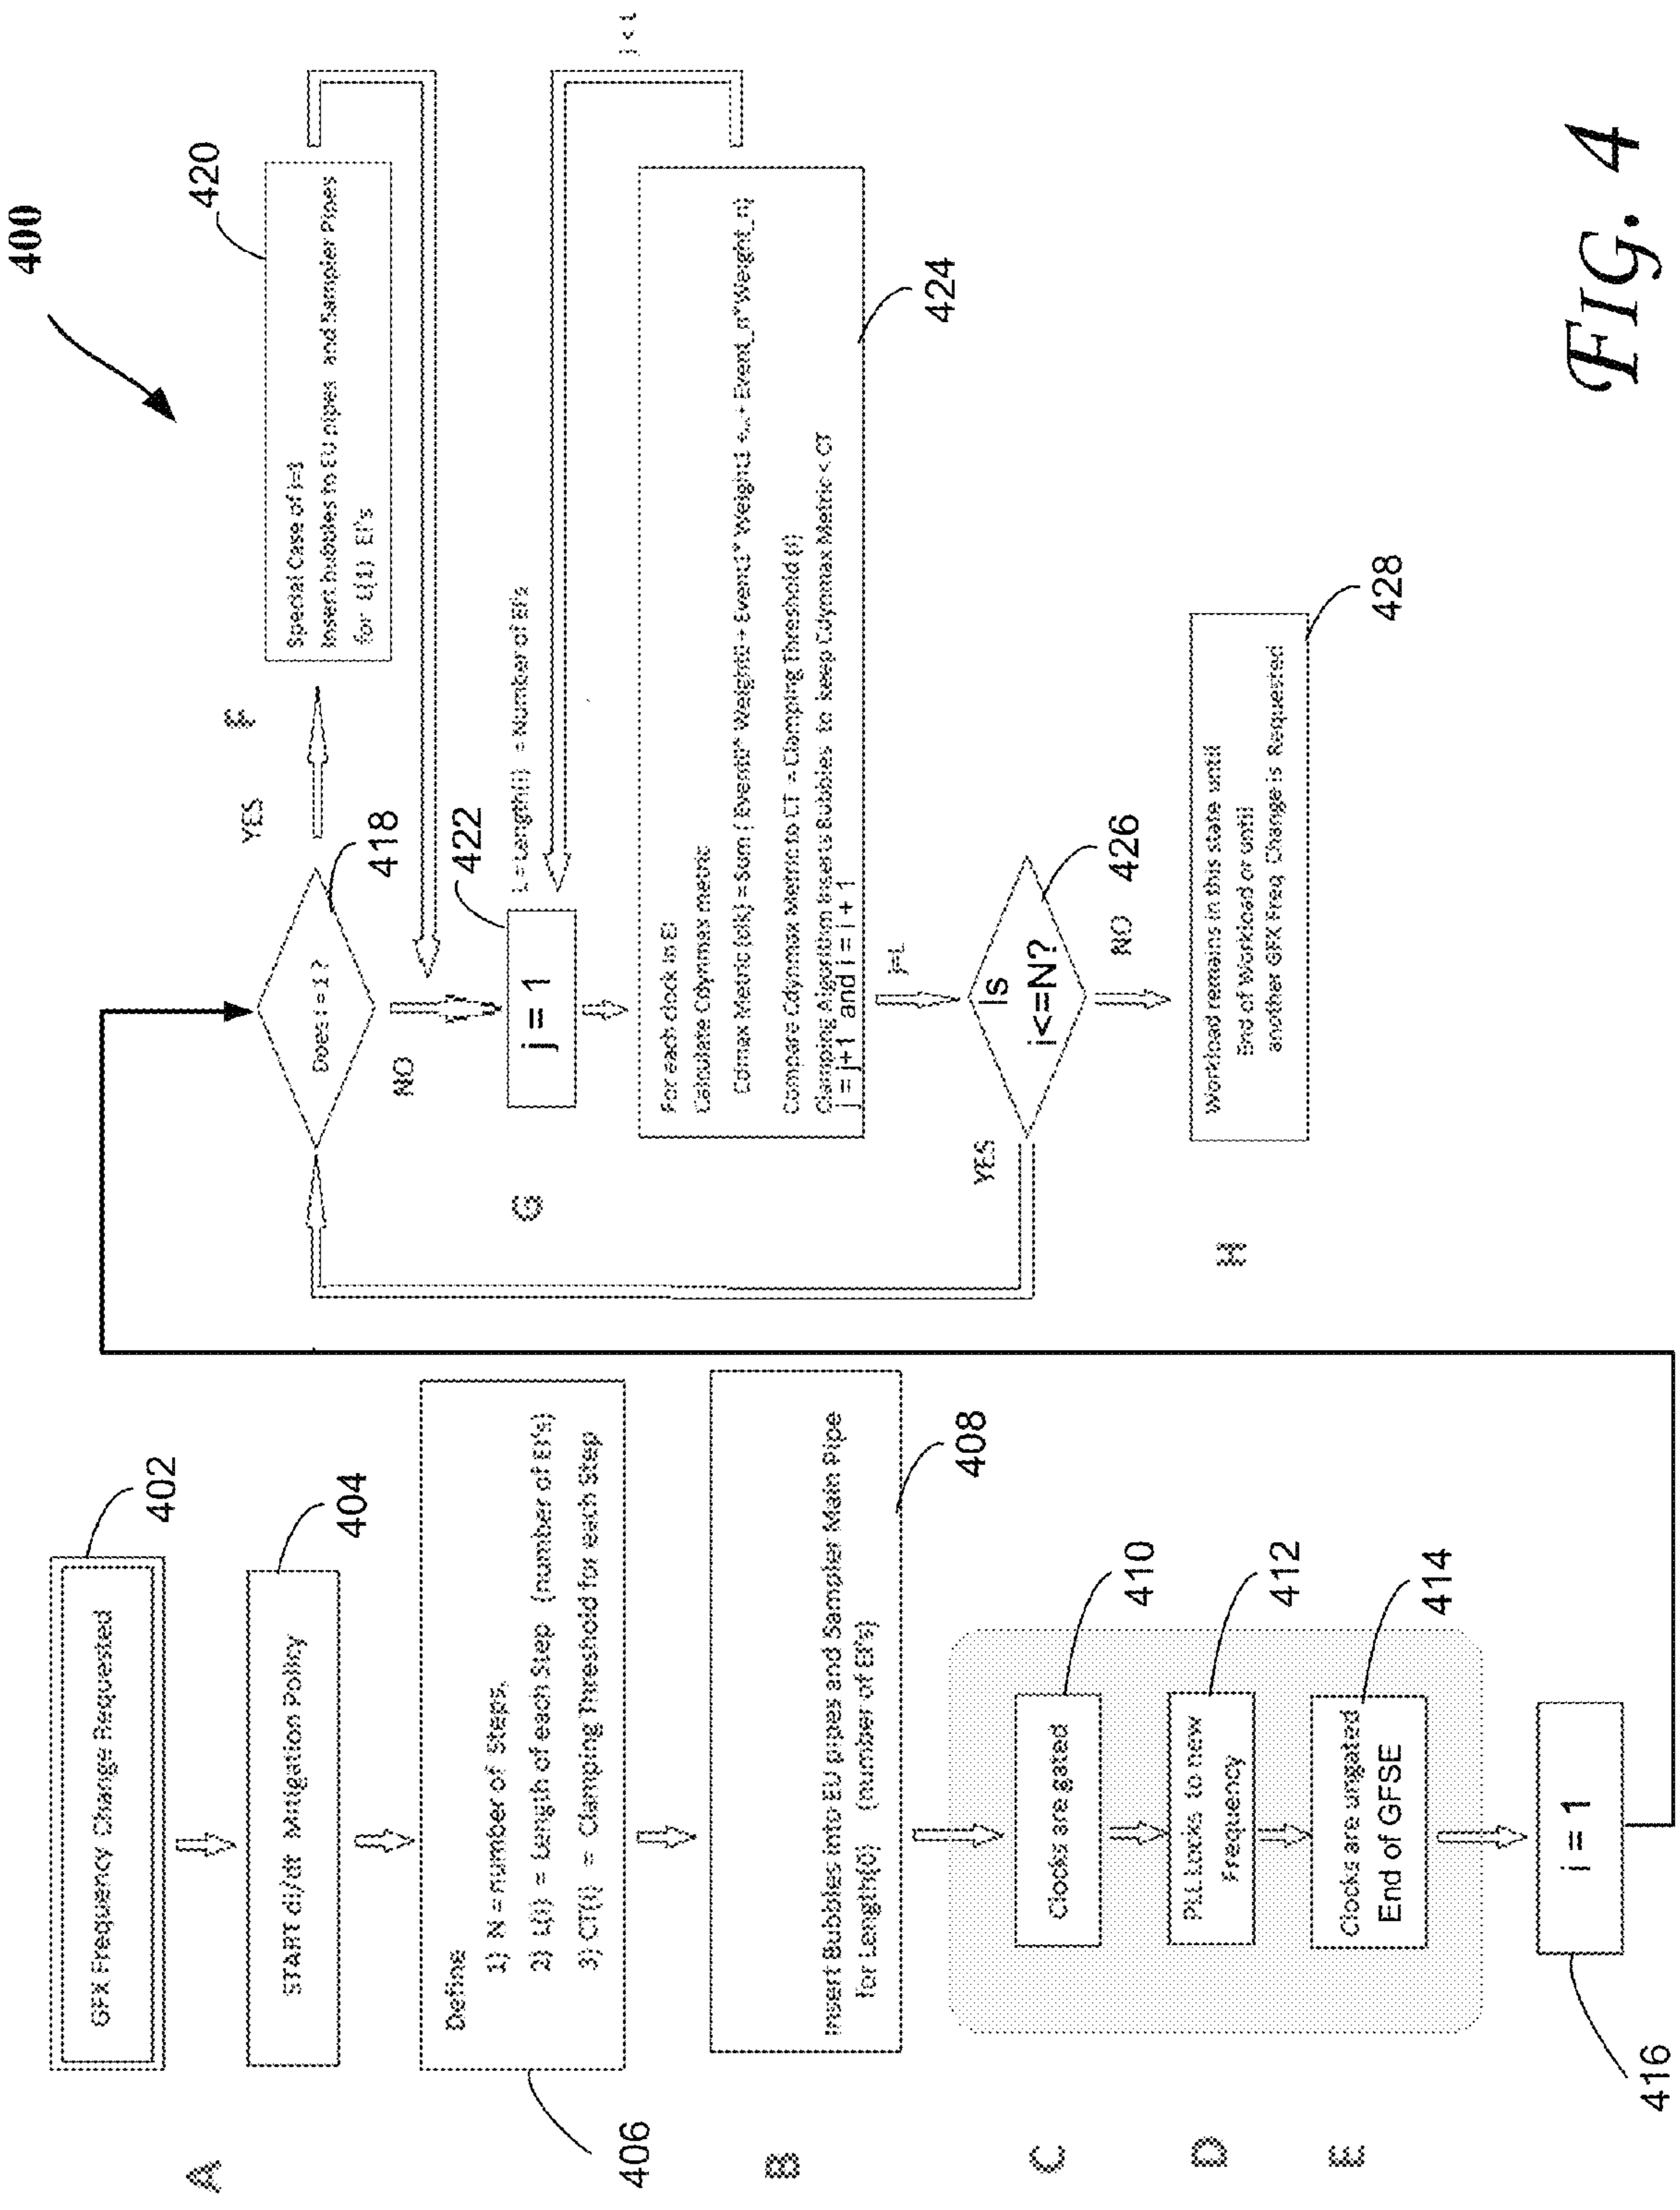 400
A
GFX Frequency Change Requested
402
START di/dt Mitigation Policy
404
Define
1) N = number of Steps,
2) L(i) = Length of each Step (number of EI's)
3) CT(i) = Clamping Threshold for each Step
406
B
Insert Bubbles into EU pipes and Sampler Main Pipe
for Length(0) (number of EI's)
408
C
Clocks are gated
410
D
PLL Locks to new
Frequency
412
E
Clocks are ungated
End of GFSE
414
i = 1
416
Does i = 1 ?
418
YES
F
Special Case of i=1
Insert bubbles to EU pipes and Sampler Pipes
for L(1) EI's
420
NO
G
j = 1
422
L = Length(i) = Number of EI's
j < L
For each clock in EI
Calculate Cdynmax metric
Cdmax Metric (clk) = Sum ( Event0* Weight0 + Event1* Weight1 +...+ Event_n*Weight_n)
Compare Cdynmax Metric to CT = Clamping Threshold (i)
Clamping Algorithm Inserts Bubbles to keep Cdynmax Metric < CT
j = j+1 and i = i + 1
424
j=L
Is
i<=N?
426
YES
NO
H
Workload remains in this state until
End of Workload or until
another GFX Freq Change is Requested
428
FIG. 4